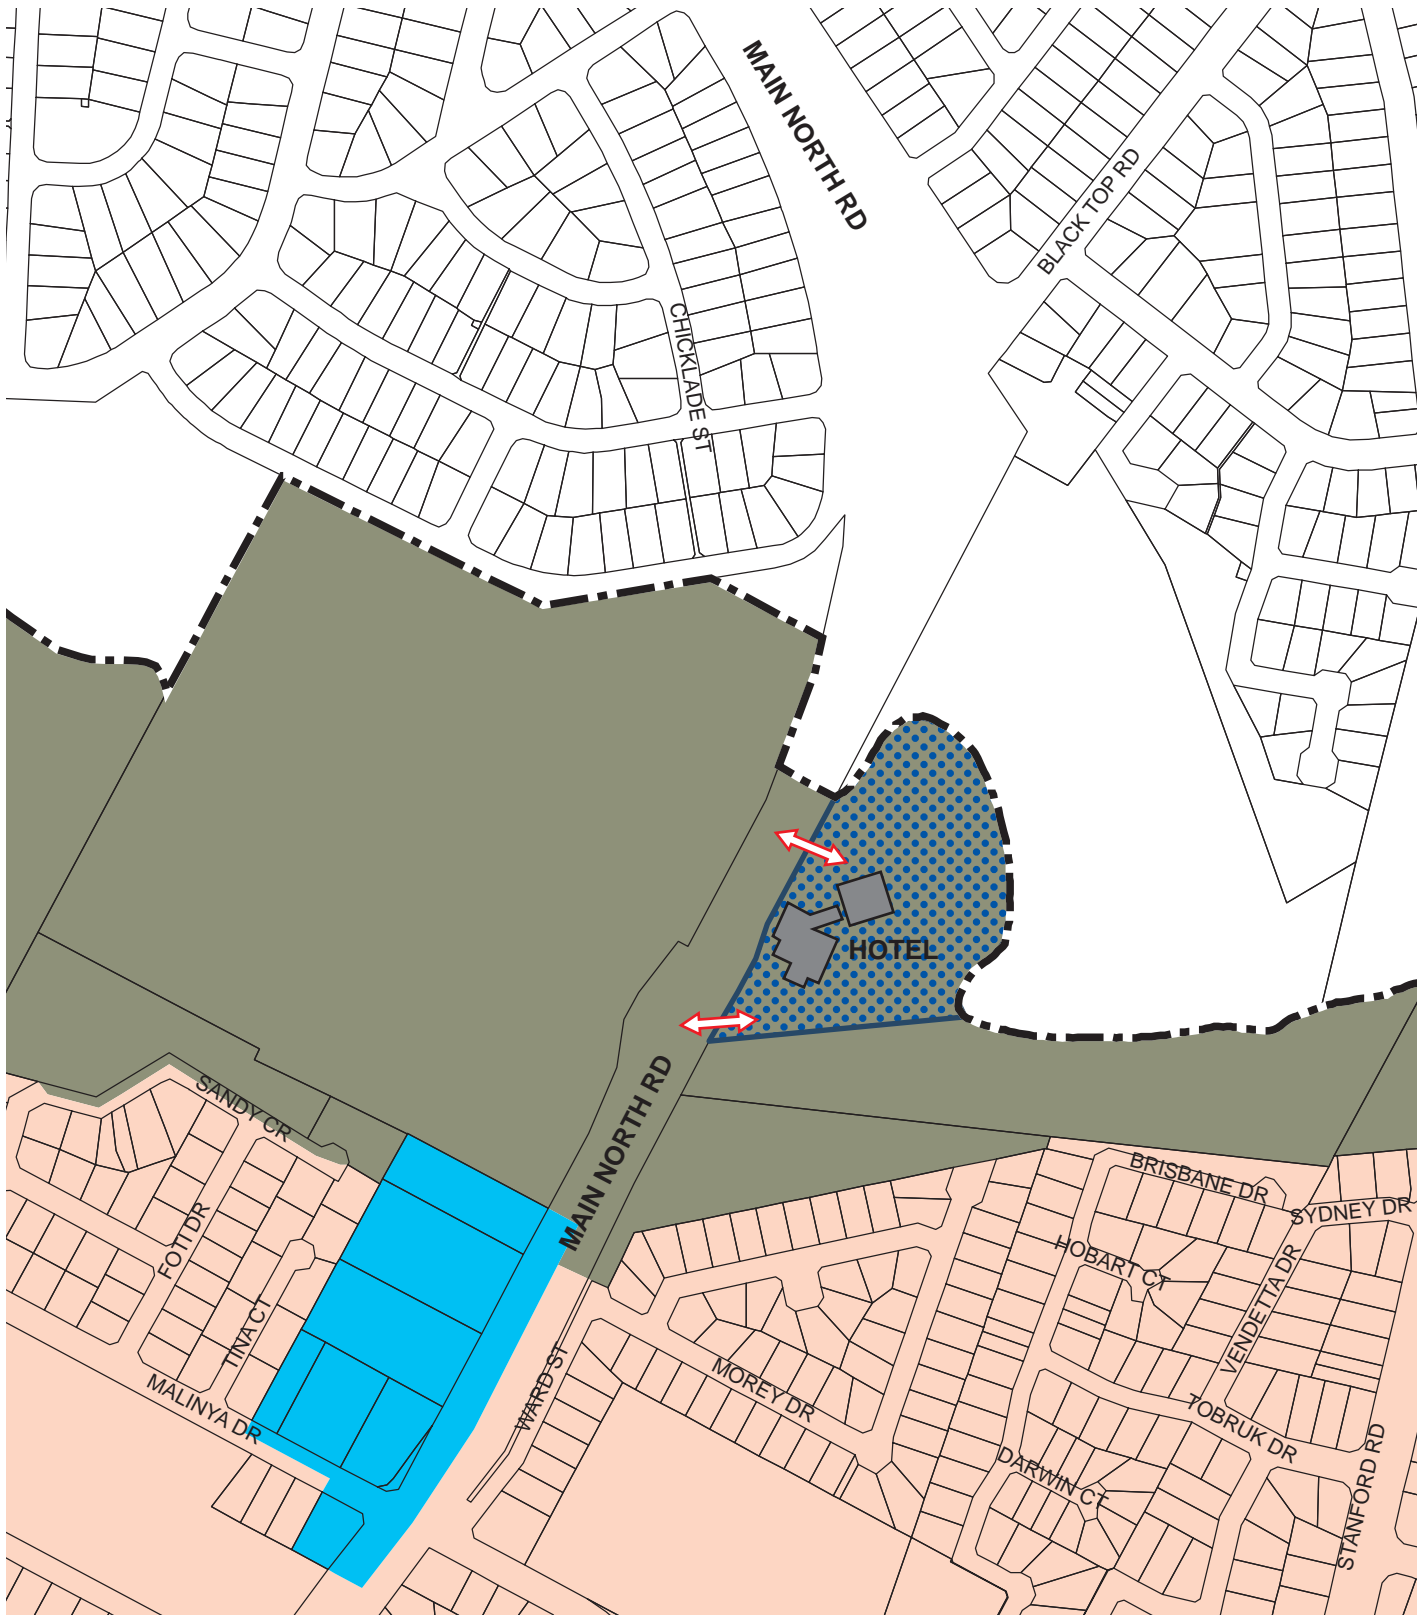 MAIN NORTH RD
BLACK TOP RD
CHICKLADE ST
HOTEL
MAIN NORTH RD
SANDY CR
BRISBANE DR
SYDNEY DR
FOTI DR
HOBART CT
VENDETTA DR
TINA CT
WARD ST
MOREY DR
MALINYA DR
TOBRUK DR
DARWIN CT
STANFORD RD